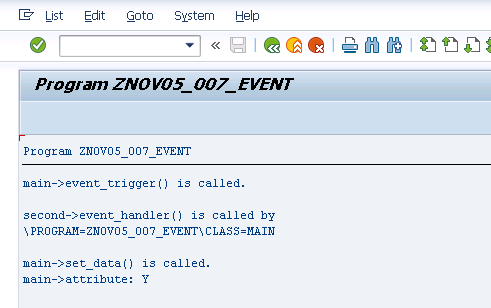 List Edit Goto System Help
Program ZNOV05_007_EVENT
Program ZNOV05_007_EVENT
main->event_trigger() is called.
second->event_handler() is called by
\PROGRAM=ZNOV05_007_EVENT\CLASS=MAIN
main->set_data() is called.
main->attribute: Y